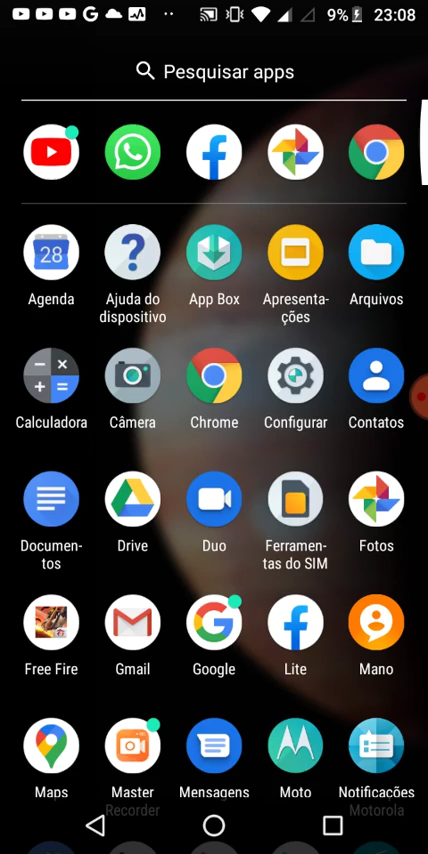 9% 23:08
Pesquisar apps
28
Agenda
Ajuda do
dispositivo
App Box
Apresenta-
ções
Arquivos
Calculadora
Câmera
Chrome
Configurar
Contatos
Documen-
tos
Drive
Duo
Ferramen-
tas do SIM
Fotos
Free Fire
Gmail
Google
Lite
Mano
Maps
Master
Recorder
Mensagens
Moto
Notificações
Motorola